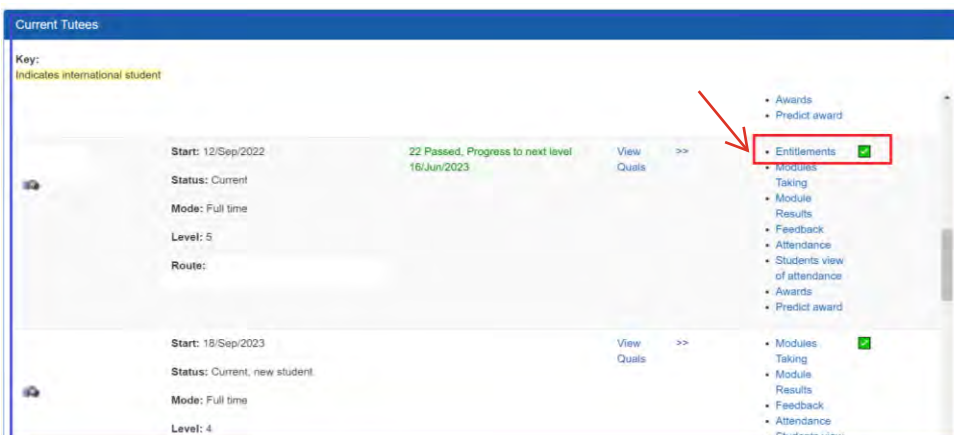 Current Tutees
Key:
Indicates international student
• Awards
• Predict award
Start: 12/Sep/2022
Status: Current
Mode: Full time
Level: 5
Route:
22 Passed, Progress to next level
16/Jun/2023
View
Quals
>>
• Entitlements
• Modules
Taking
• Module
Results
• Feedback
• Attendance
• Students view
of attendance
• Awards
• Predict award
Start: 18/Sep/2023
Status: Current, new student
Mode: Full time
Level: 4
View
Quals
>>
• Modules
Taking
• Module
Results
• Feedback
• Attendance
• Students view